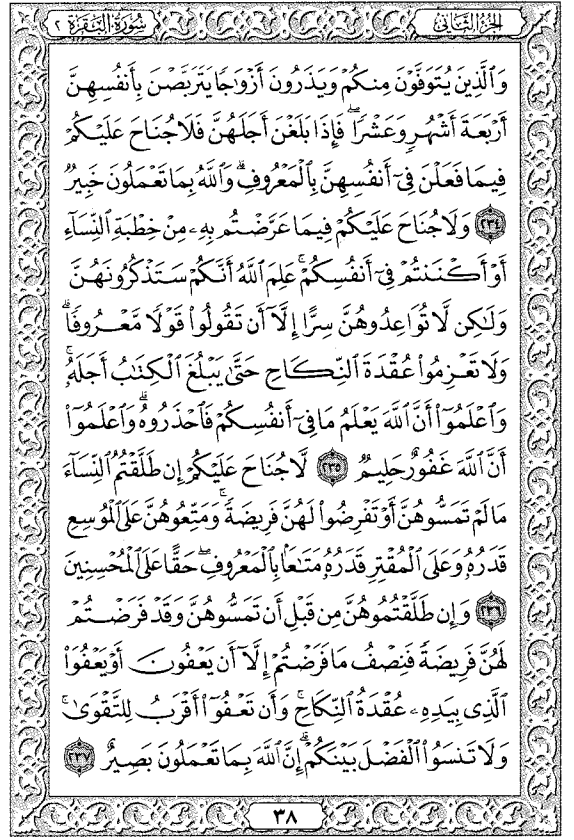 الجزء الثاني
سورة البقرة ٢
وَٱلَّذِينَ يُتَوَفَّوْنَ مِنكُمْ وَيَذَرُونَ أَزْوَٰجًا يَتَرَبَّصْنَ بِأَنفُسِهِنَّ
أَرْبَعَةَ أَشْهُرٍ وَعَشْرًا ۖ فَإِذَا بَلَغْنَ أَجَلَهُنَّ فَلَا جُنَاحَ عَلَيْكُمْ
فِيمَا فَعَلْنَ فِىٓ أَنفُسِهِنَّ بِٱلْمَعْرُوفِ ۗ وَٱللَّهُ بِمَا تَعْمَلُونَ خَبِيرٌ
٢٣٤ وَلَا جُنَاحَ عَلَيْكُمْ فِيمَا عَرَّضْتُم بِهِۦ مِنْ خِطْبَةِ ٱلنِّسَآءِ
أَوْ أَكْنَنتُمْ فِىٓ أَنفُسِكُمْ ۚ عَلِمَ ٱللَّهُ أَنَّكُمْ سَتَذْكُرُونَهُنَّ
وَلَٰكِن لَّا تُوَاعِدُوهُنَّ سِرًّا إِلَّآ أَن تَقُولُوا۟ قَوْلًا مَّعْرُوفًا ۗ
وَلَا تَعْزِمُوا۟ عُقْدَةَ ٱلنِّكَاحِ حَتَّىٰ يَبْلُغَ ٱلْكِتَٰبُ أَجَلَهُۥ ۚ
وَٱعْلَمُوٓا۟ أَنَّ ٱللَّهَ يَعْلَمُ مَا فِىٓ أَنفُسِكُمْ فَٱحْذَرُوهُ ۚ وَٱعْلَمُوٓا۟
أَنَّ ٱللَّهَ غَفُورٌ حَلِيمٌ ٢٣٥ لَّا جُنَاحَ عَلَيْكُمْ إِن طَلَّقْتُمُ ٱلنِّسَآءَ
مَا لَمْ تَمَسُّوهُنَّ أَوْ تَفْرِضُوا۟ لَهُنَّ فَرِيضَةً ۚ وَمَتِّعُوهُنَّ عَلَى ٱلْمُوسِعِ
قَدَرُهُۥ وَعَلَى ٱلْمُقْتِرِ قَدَرُهُۥ مَتَٰعًۢا بِٱلْمَعْرُوفِ ۖ حَقًّا عَلَى ٱلْمُحْسِنِينَ
٢٣٦ وَإِن طَلَّقْتُمُوهُنَّ مِن قَبْلِ أَن تَمَسُّوهُنَّ وَقَدْ فَرَضْتُمْ
لَهُنَّ فَرِيضَةً فَنِصْفُ مَا فَرَضْتُمْ إِلَّآ أَن يَعْفُونَ أَوْ يَعْفُوَا۟
ٱلَّذِى بِيَدِهِۦ عُقْدَةُ ٱلنِّكَاحِ ۚ وَأَن تَعْفُوٓا۟ أَقْرَبُ لِلتَّقْوَىٰ ۚ
وَلَا تَنسَوُا۟ ٱلْفَضْلَ بَيْنَكُمْ ۚ إِنَّ ٱللَّهَ بِمَا تَعْمَلُونَ بَصِيرٌ ٢٣٧
٣٨